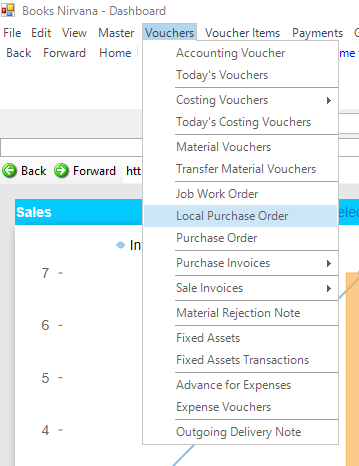 Books Nirvana - Dashboard
File Edit View Master Vouchers Voucher Items Payments
Back Forward Home
Accounting Voucher
Today's Vouchers
Costing Vouchers
Today's Costing Vouchers
Material Vouchers
Transfer Material Vouchers
Back Forward htt
Job Work Order
Sales
Local Purchase Order
Purchase Order
In
Purchase Invoices
7
Sale Invoices
Material Rejection Note
6
Fixed Assets
Fixed Assets Transactions
5
Advance for Expenses
Expense Vouchers
4
Outgoing Delivery Note